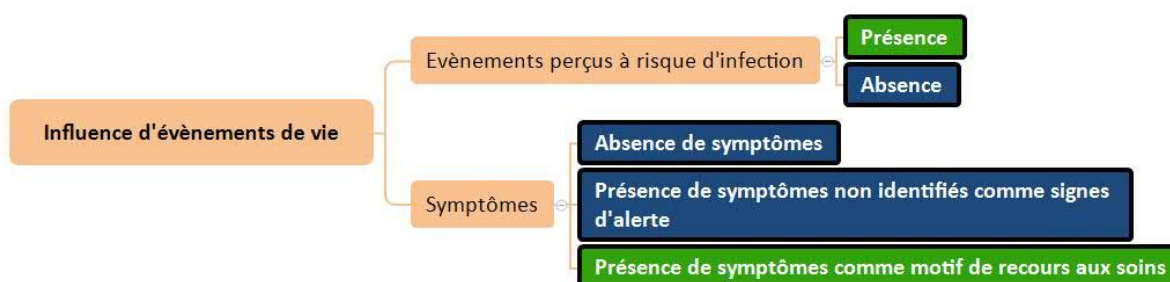 Influence d'évènements de vie
Evènements perçus à risque d'infection
Présence
Absence
Symptômes
Absence de symptômes
Présence de symptômes non identifiés comme signes
d'alerte
Présence de symptômes comme motif de recours aux soins